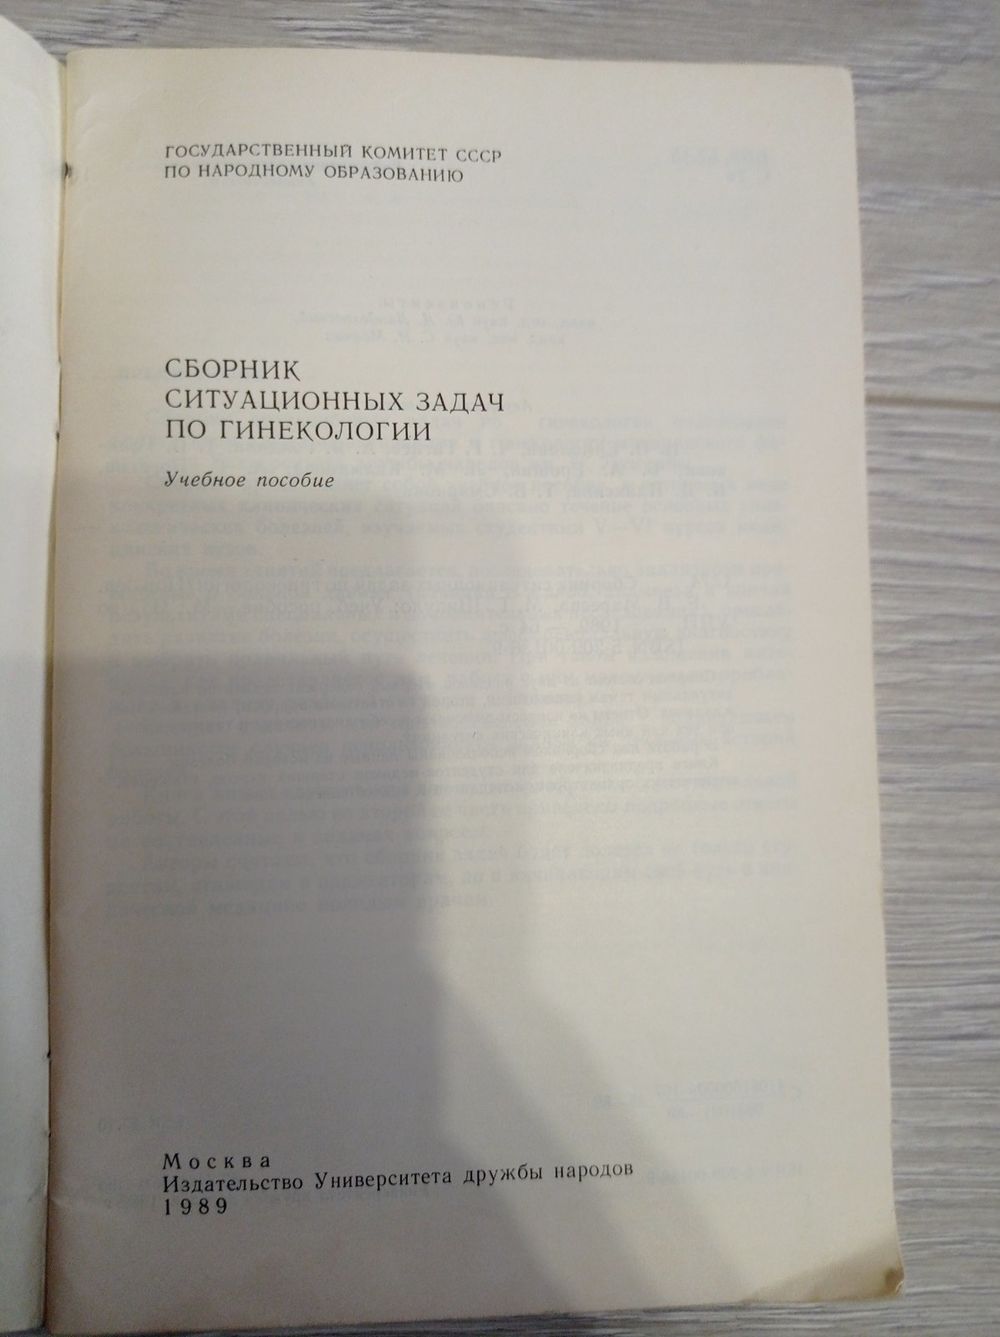 ГОСУДАРСТВЕННЫЙ КОМИТЕТ СССР
ПО НАРОДНОМУ ОБРАЗОВАНИЮ
СБОРНИК
СИТУАЦИОННЫХ ЗАДАЧ
ПО ГИНЕКОЛОГИИ
Учебное пособие
Москва
Издательство Университета дружбы народов
1989